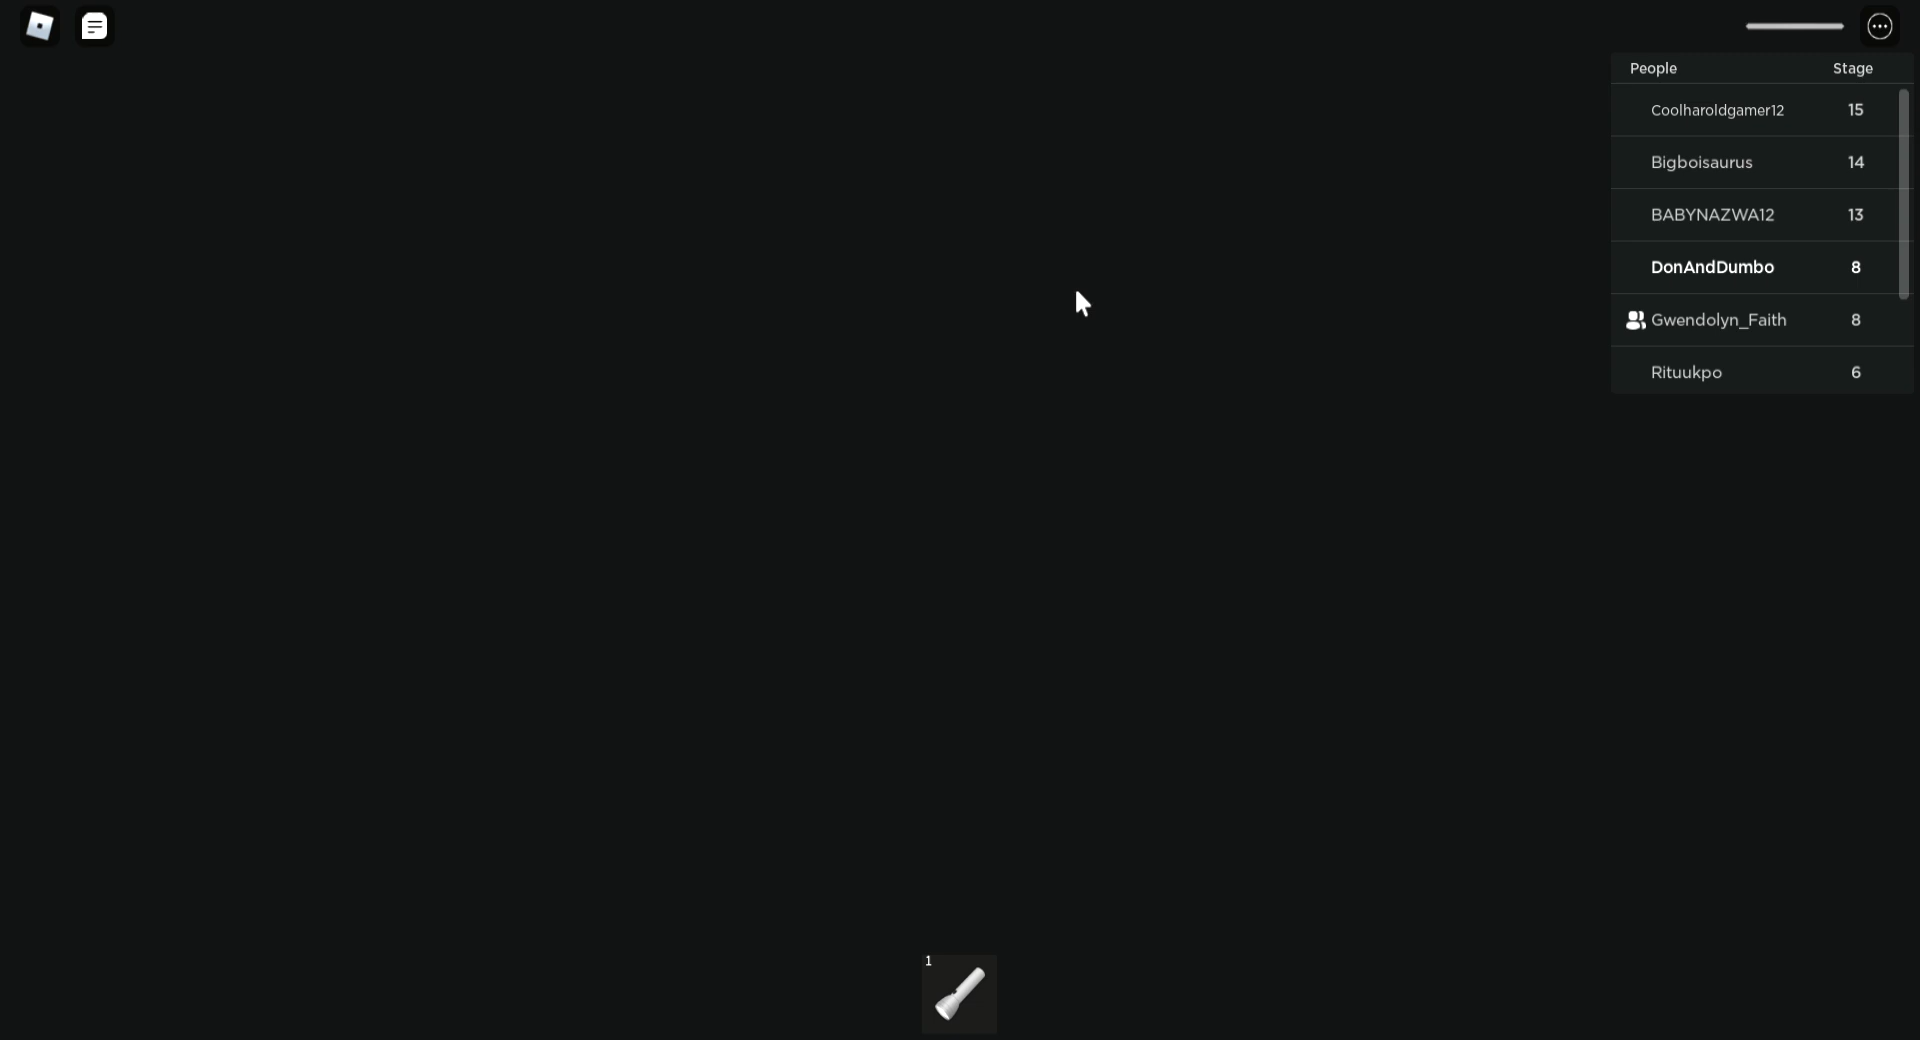 People Stage
Coolharoldgamer12 15
Bigboisaurus 14
BABYNAZWA12 13
DonAndDumbo 8
Gwendolyn_Faith 8
Rituukpo 6
1